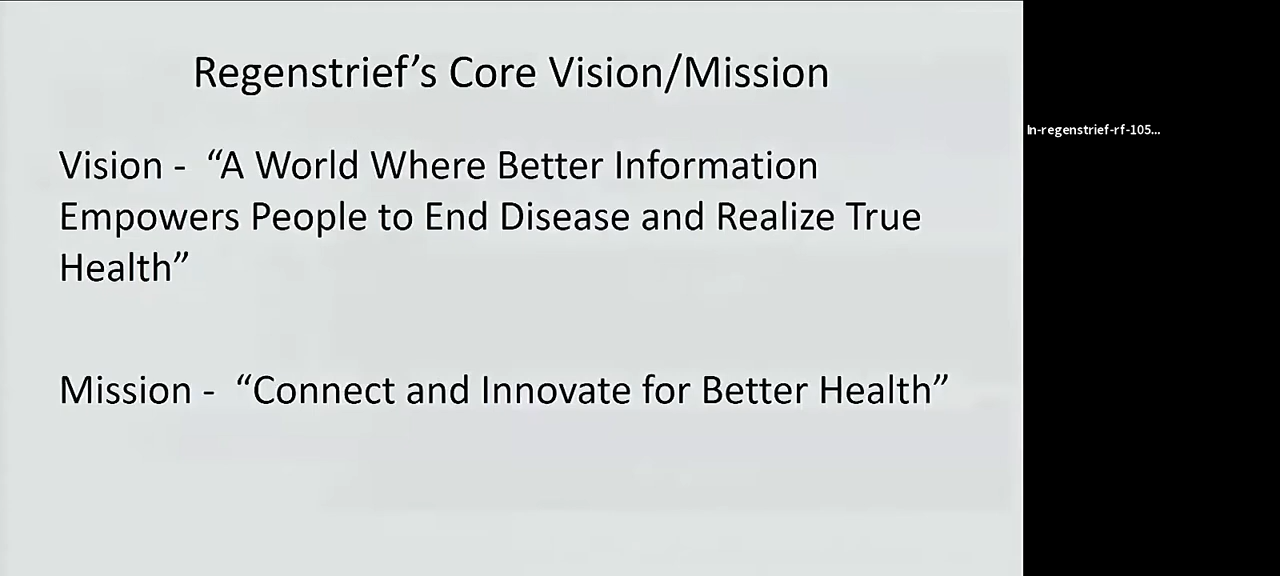 Regenstrief’s Core Vision/Mission
Vision - “A World Where Better Information
Empowers People to End Disease and Realize True
Health”
Mission - “Connect and Innovate for Better Health”
In-regenstrief-rf-105...